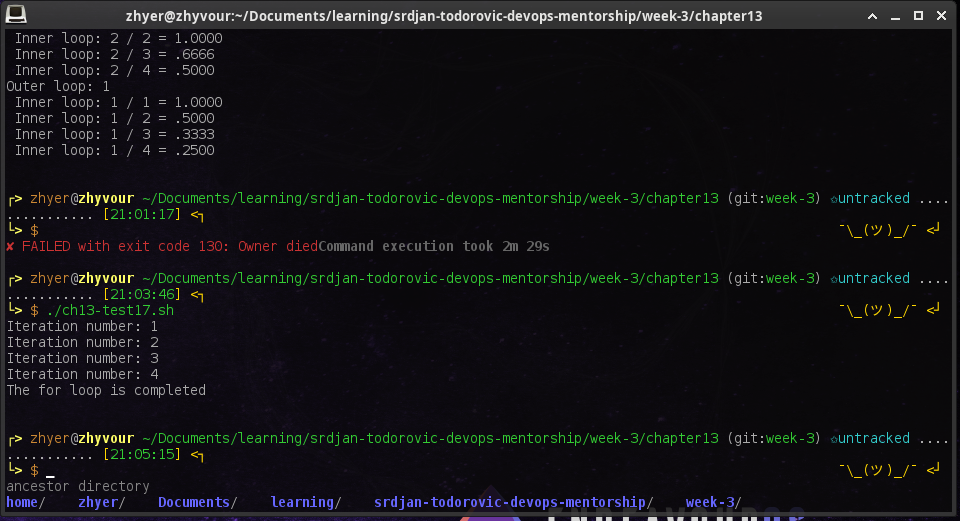 zhyer@zhyvour:~/Documents/learning/srdjan-todorovic-devops-mentorship/week-3/chapter13
Inner loop: 2 / 2 = 1.0000
Inner loop: 2 / 3 = .6666
Inner loop: 2 / 4 = .5000
Outer loop: 1
Inner loop: 1 / 1 = 1.0000
Inner loop: 1 / 2 = .5000
Inner loop: 1 / 3 = .3333
Inner loop: 1 / 4 = .2500
┌> zhyer@zhyvour ~/Documents/learning/srdjan-todorovic-devops-mentorship/week-3/chapter13 (git:week-3) ✩untracked ....
........... [21:01:17] <┐
└> $ ¯\_(ツ)_/¯ <┘
✘ FAILED with exit code 130: Owner diedCommand execution took 2m 29s
┌> zhyer@zhyvour ~/Documents/learning/srdjan-todorovic-devops-mentorship/week-3/chapter13 (git:week-3) ✩untracked ....
........... [21:03:46] <┐
└> $ ./ch13-test17.sh ¯\_(ツ)_/¯ <┘
Iteration number: 1
Iteration number: 2
Iteration number: 3
Iteration number: 4
The for loop is completed
┌> zhyer@zhyvour ~/Documents/learning/srdjan-todorovic-devops-mentorship/week-3/chapter13 (git:week-3) ✩untracked ....
........... [21:05:15] <┐
└> $ _ ¯\_(ツ)_/¯ <┘
ancestor directory
home/ zhyer/ Documents/ learning/ srdjan-todorovic-devops-mentorship/ week-3/